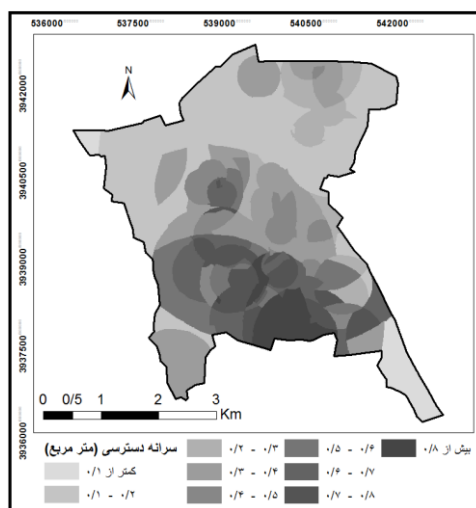 536000 537500 539000 540500 542000
3942000
3940500
3939000
3937500
3936000
N
0 0/5 1 2 3
Km
سرانه دسترسی (متر مربع)
کمتر از ۰/۱
۰/۱ - ۰/۲
۰/۲ - ۰/۳
۰/۳ - ۰/۴
۰/۴ - ۰/۵
۰/۵ - ۰/۶
۰/۶ - ۰/۷
۰/۷ - ۰/۸
بیش از ۰/۸